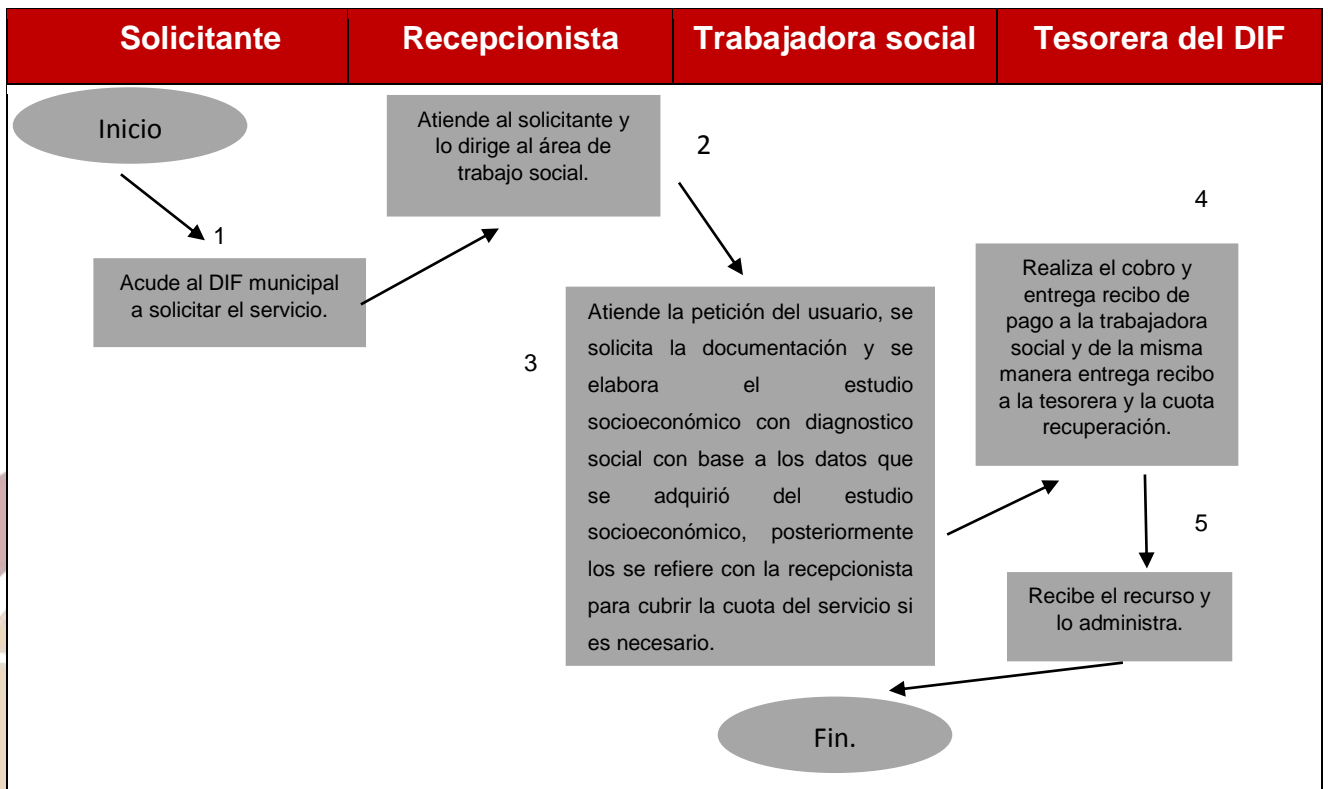 Solicitante Recepcionista Trabajadora social Tesorera del DIF
Inicio
1
Acude al DIF municipal
a solicitar el servicio.
Atiende al solicitante y
lo dirige al área de
trabajo social.
2
3
Atiende la petición del usuario, se
solicita la documentación y se
elabora el estudio
socioeconómico con diagnostico
social con base a los datos que
se adquirió del estudio
socioeconómico, posteriormente
los se refiere con la recepcionista
para cubrir la cuota del servicio si
es necesario.
4
Realiza el cobro y
entrega recibo de
pago a la trabajadora
social y de la misma
manera entrega recibo
a la tesorera y la cuota
recuperación.
5
Recibe el recurso y
lo administra.
Fin.